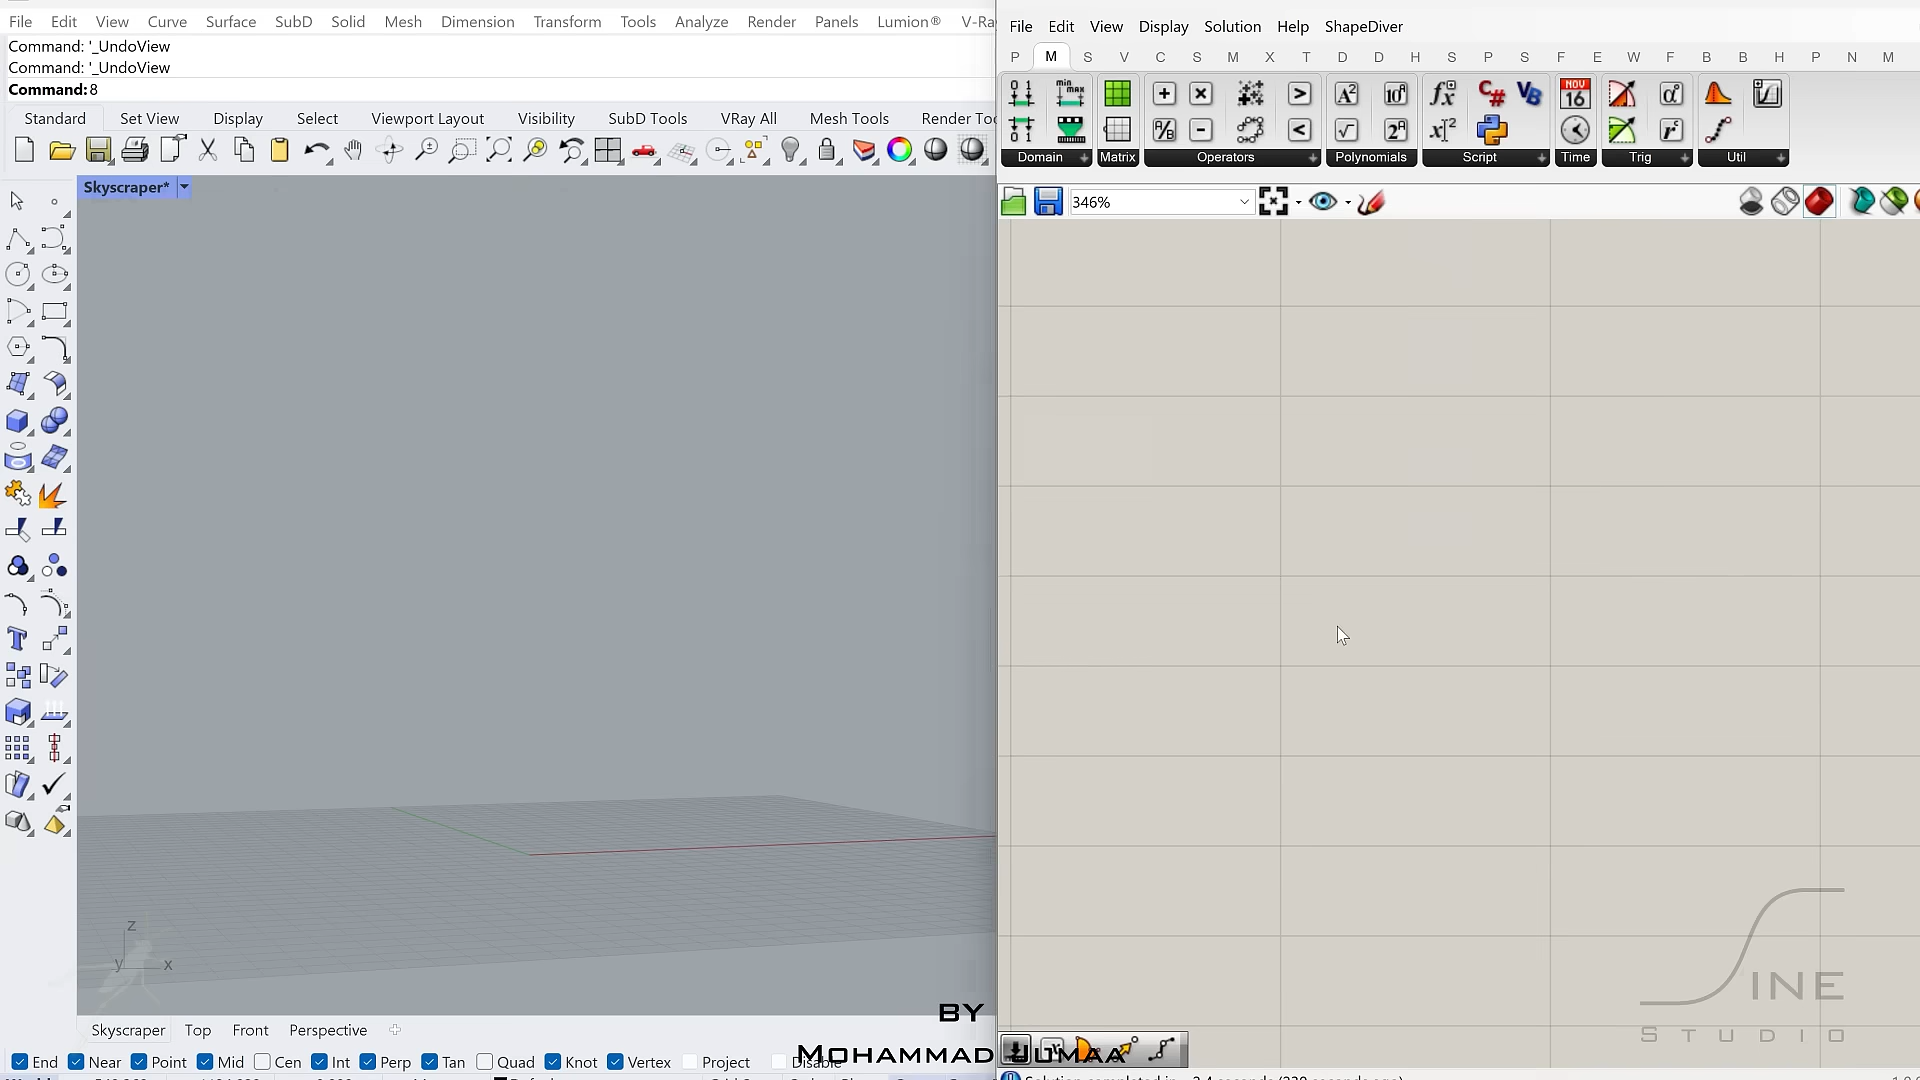 File Edit View Curve Surface SubD Solid Mesh Dimension Transform Tools Analyze Render Panels Lumion®
Command: '_UndoView
Command: '_UndoView
Command: 8
Standard Set View Display Select Viewport Layout Visibility SubD Tools VRay All Mesh Tools
Skyscraper*
z
y x
Skyscraper Top Front Perspective
End Near Point Mid Cen Int Perp Tan Quad Knot Vertex Project Disable
File Edit View Display Solution Help ShapeDiver
P M S V C S M X T D D H S P S F E W F B B H P N M
Domain Matrix Operators Polynomials Script Time Trig Util
346%
BY
MOHAMMAD JUMAA
INE
STUDIO